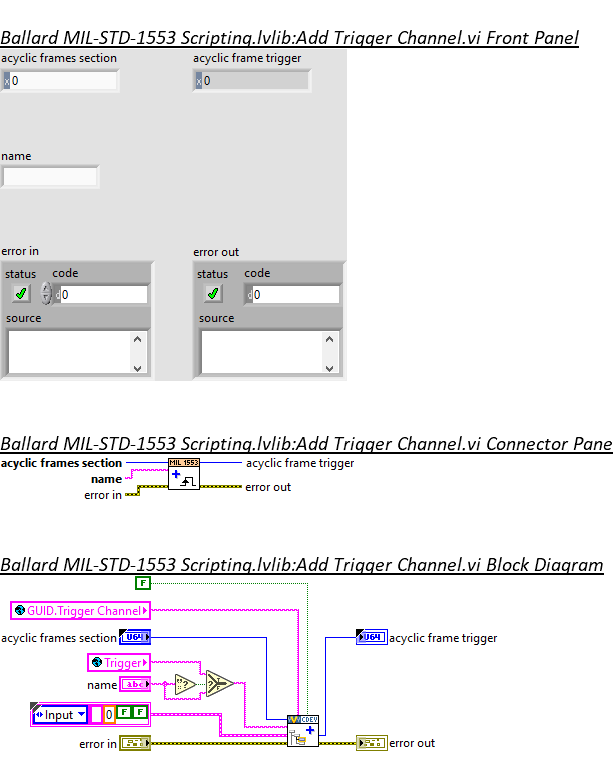 Ballard MIL-STD-1553 Scripting.lvlib:Add Trigger Channel.vi Front Panel
acyclic frames section acyclic frame trigger
x 0 x 0
name
error in error out
status code status code
d 0 d 0
source source
Ballard MIL-STD-1553 Scripting.lvlib:Add Trigger Channel.vi Connector Pane
acyclic frames section MIL 1553 acyclic frame trigger
name
error in error out
Ballard MIL-STD-1553 Scripting.lvlib:Add Trigger Channel.vi Block Diagram
F
GUID.Trigger Channel
acyclic frames section U64 U64 acyclic frame trigger
Trigger
name abc ? T F
Input 0 F F CDEV
error in error out